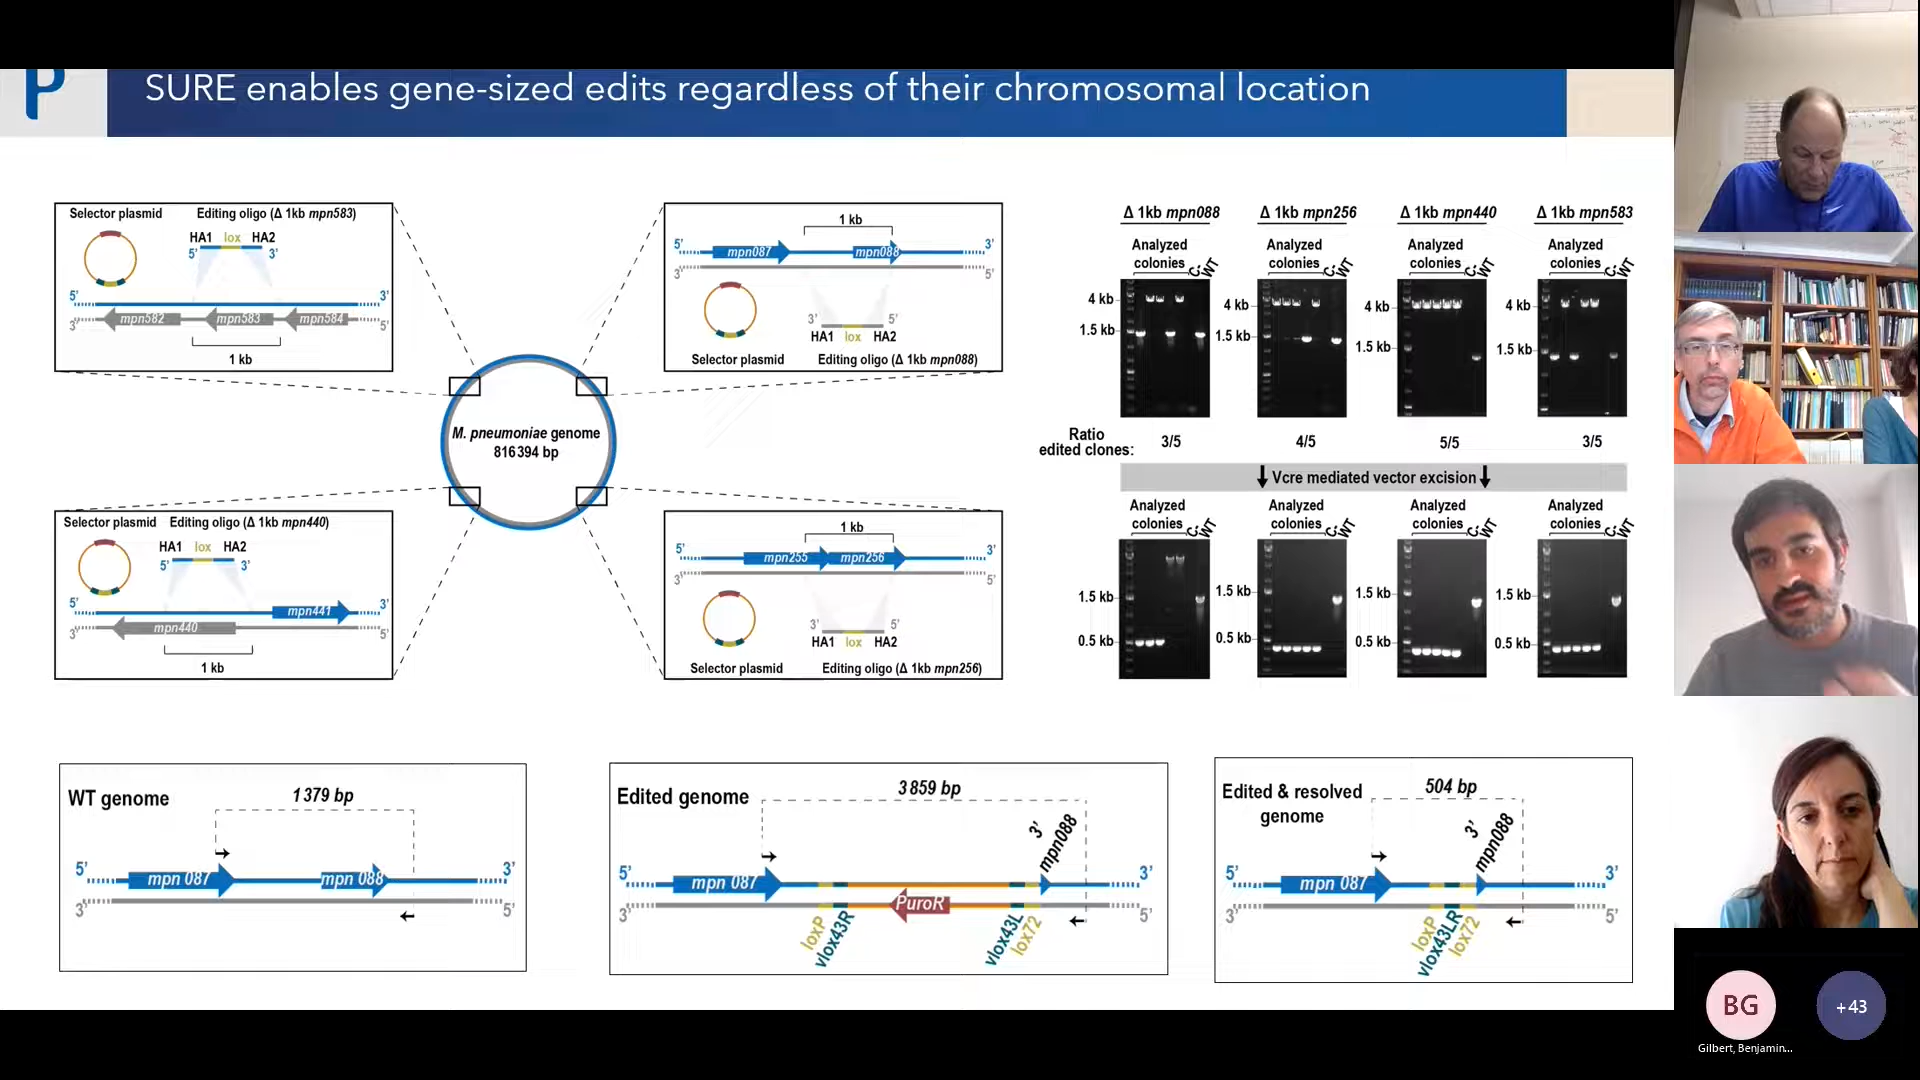 SURE enables gene-sized edits regardless of their chromosomal location
Selector plasmid Editing oligo (Δ 1kb mpn583)
HA1 lox HA2
5' 3'
5' 3'
mpn582 mpn583 mpn584
3' 5'
1 kb
1 kb
5' 3'
mpn087 mpn088
3' 5'
3' 5'
HA1 lox HA2
Selector plasmid Editing oligo (Δ 1kb mpn088)
M. pneumoniae genome
816 394 bp
Selector plasmid Editing oligo (Δ 1kb mpn440)
HA1 lox HA2
5' 3'
5' 3'
mpn441
mpn440
3' 5'
1 kb
1 kb
5' 3'
mpn255 mpn256
3' 5'
3' 5'
HA1 lox HA2
Selector plasmid Editing oligo (Δ 1kb mpn256)
Δ 1kb mpn088 Δ 1kb mpn256 Δ 1kb mpn440 Δ 1kb mpn583
Analyzed colonies C- WT
Analyzed colonies C- WT
Analyzed colonies C- WT
Analyzed colonies C- WT
4 kb 4 kb 4 kb 4 kb
1.5 kb 1.5 kb 1.5 kb 1.5 kb
Ratio
edited clones: 3/5 4/5 5/5 3/5
Vcre mediated vector excision
Analyzed colonies C- WT
Analyzed colonies C- WT
Analyzed colonies C- WT
Analyzed colonies C- WT
1.5 kb 1.5 kb 1.5 kb 1.5 kb
0.5 kb 0.5 kb 0.5 kb 0.5 kb
WT genome
1 379 bp
5' 3'
mpn 087 mpn 088
3' 5'
Edited genome
3 859 bp
3' mpn088
5' 3'
mpn 087
PuroR
3' 5'
loxP
vlox43R
vlox43L
lox72
Edited & resolved
genome
504 bp
3' mpn088
5' 3'
mpn 087
3' 5'
loxP
vlox43LR
lox72
BG
+43
Gilbert, Benjamin...